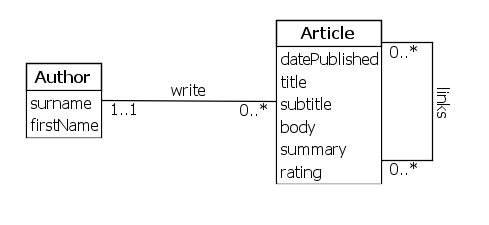 Author
surname
firstName
1..1
write
0..*
Article
datePublished
title
subtitle
body
summary
rating
0..*
links
0..*